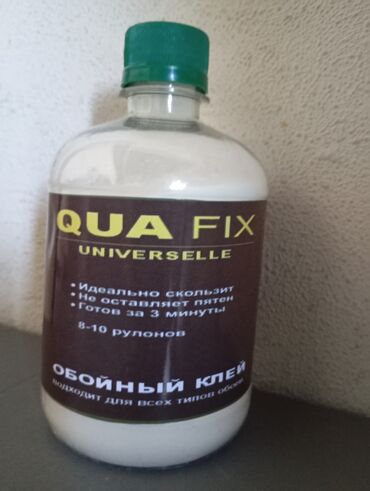 QUA FIX
UNIVERSELLE
• Идеально скользит
• Не оставляет пятен
• Готов за 3 минуты
8-10 рулонов
ОБОЙНЫЙ КЛЕЙ
подходит для всех типов обоев